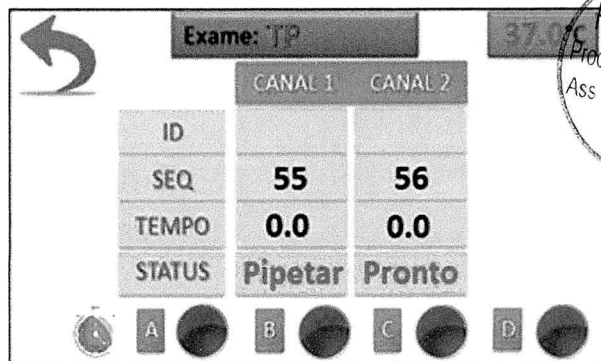 Exame: TP 37.0°C
CANAL 1 CANAL 2
ID
SEQ 55 56
TEMPO 0.0 0.0
STATUS Pipetar Pronto
A B C D
Ass